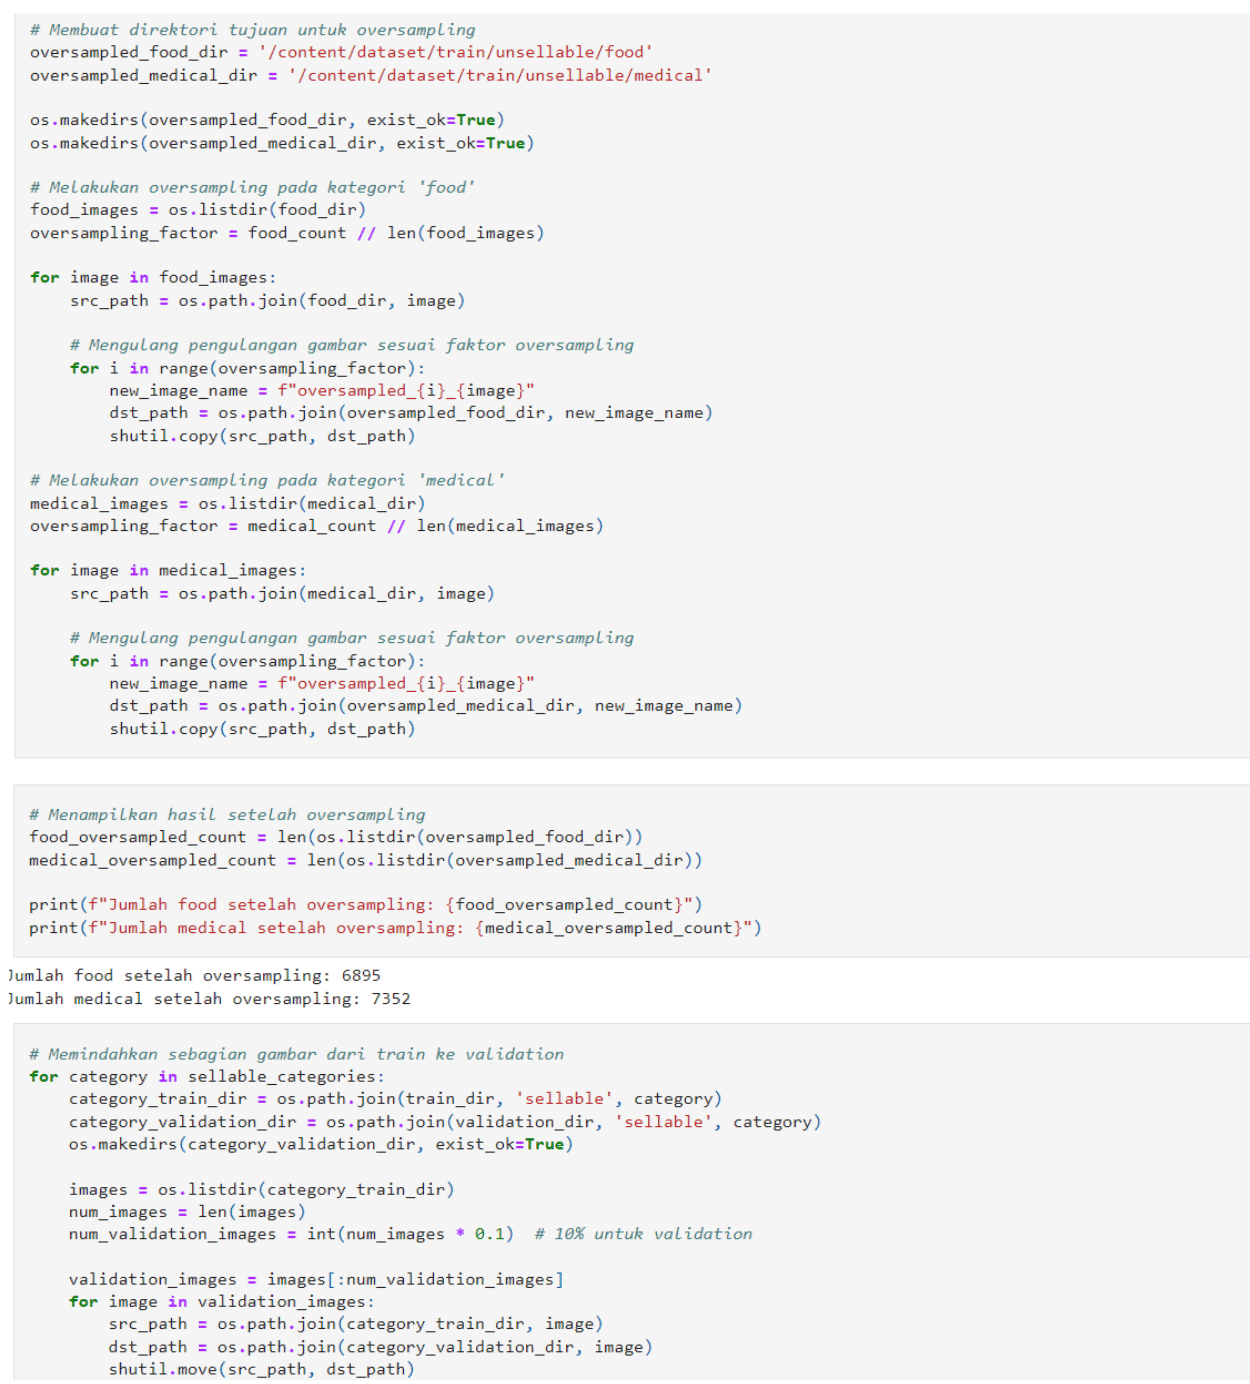 # Membuat direktori tujuan untuk oversampling
oversampled_food_dir = '/content/dataset/train/unsellable/food'
oversampled_medical_dir = '/content/dataset/train/unsellable/medical'

os.makedirs(oversampled_food_dir, exist_ok=True)
os.makedirs(oversampled_medical_dir, exist_ok=True)

# Melakukan oversampling pada kategori 'food'
food_images = os.listdir(food_dir)
oversampling_factor = food_count // len(food_images)

for image in food_images:
    src_path = os.path.join(food_dir, image)

    # Mengulang pengulangan gambar sesuai faktor oversampling
    for i in range(oversampling_factor):
        new_image_name = f"oversampled_{i}_{image}"
        dst_path = os.path.join(oversampled_food_dir, new_image_name)
        shutil.copy(src_path, dst_path)

# Melakukan oversampling pada kategori 'medical'
medical_images = os.listdir(medical_dir)
oversampling_factor = medical_count // len(medical_images)

for image in medical_images:
    src_path = os.path.join(medical_dir, image)

    # Mengulang pengulangan gambar sesuai faktor oversampling
    for i in range(oversampling_factor):
        new_image_name = f"oversampled_{i}_{image}"
        dst_path = os.path.join(oversampled_medical_dir, new_image_name)
        shutil.copy(src_path, dst_path)

# Menampilkan hasil setelah oversampling
food_oversampled_count = len(os.listdir(oversampled_food_dir))
medical_oversampled_count = len(os.listdir(oversampled_medical_dir))

print(f"Jumlah food setelah oversampling: {food_oversampled_count}")
print(f"Jumlah medical setelah oversampling: {medical_oversampled_count}")

Jumlah food setelah oversampling: 6895
Jumlah medical setelah oversampling: 7352

# Memindahkan sebagian gambar dari train ke validation
for category in sellable_categories:
    category_train_dir = os.path.join(train_dir, 'sellable', category)
    category_validation_dir = os.path.join(validation_dir, 'sellable', category)
    os.makedirs(category_validation_dir, exist_ok=True)

    images = os.listdir(category_train_dir)
    num_images = len(images)
    num_validation_images = int(num_images * 0.1)  # 10% untuk validation

    validation_images = images[:num_validation_images]
    for image in validation_images:
        src_path = os.path.join(category_train_dir, image)
        dst_path = os.path.join(category_validation_dir, image)
        shutil.move(src_path, dst_path)